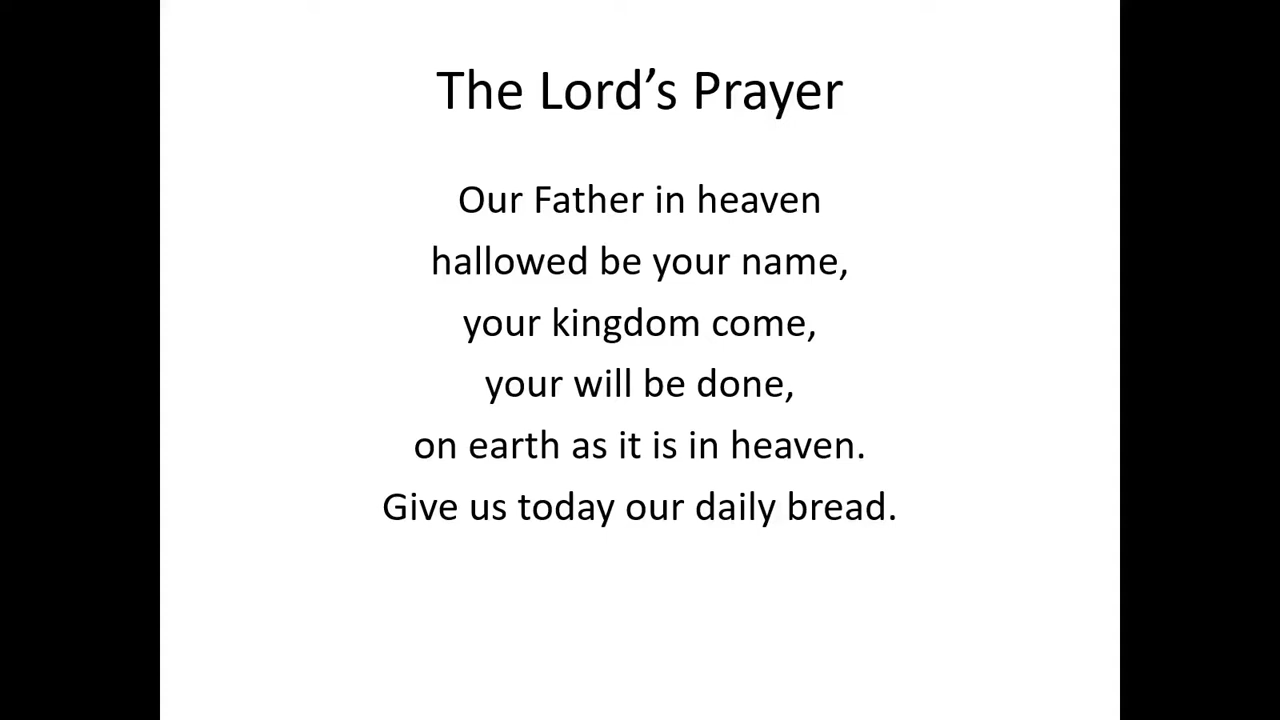 The Lord’s Prayer
Our Father in heaven
hallowed be your name,
your kingdom come,
your will be done,
on earth as it is in heaven.
Give us today our daily bread.